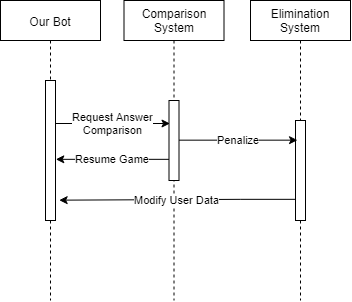 Our Bot
Comparison
System
Elimination
System
Request Answer
Comparison
Penalize
Resume Game
Modify User Data